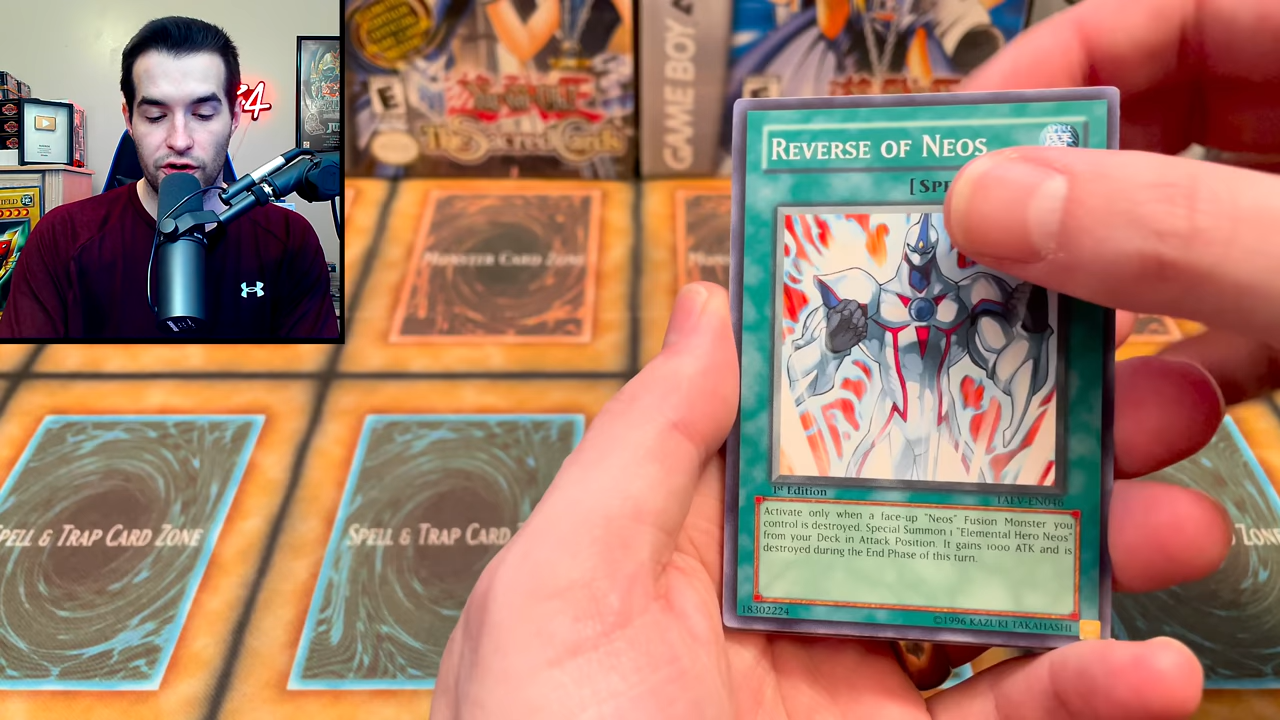 REVERSE OF NEOS
[SPE
1st Edition
TAEV-EN046
Activate only when a face-up "Neos" Fusion Monster you
control is destroyed. Special Summon 1 "Elemental Hero Neos"
from your Deck in Attack Position. It gains 1000 ATK and is
destroyed during the End Phase of this turn.
18302224
©1996 KAZUKI TAKAHASHI
E
The Sacred Cards
GAME BOY A
E
MONSTER CARD ZONE
SPELL & TRAP CARD ZONE
SPELL & TRAP CARD
ZONE